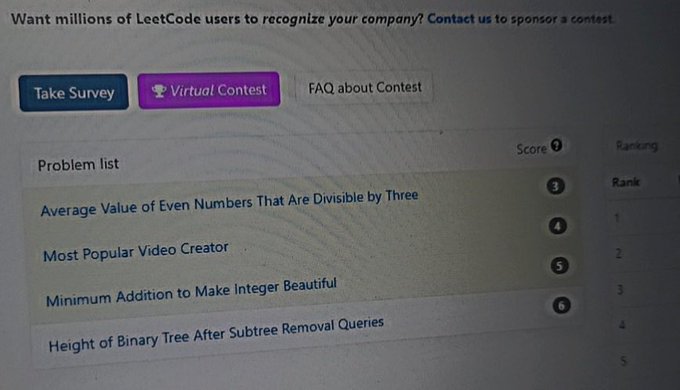 Want millions of LeetCode users to recognize your company? Contact us to sponsor a contest.
Take Survey
Virtual Contest
FAQ about Contest
Problem list
Score ?
Ranking
Average Value of Even Numbers That Are Divisible by Three
3
Rank
Most Popular Video Creator
4
1
Minimum Addition to Make Integer Beautiful
5
2
Height of Binary Tree After Subtree Removal Queries
6
3
4
5